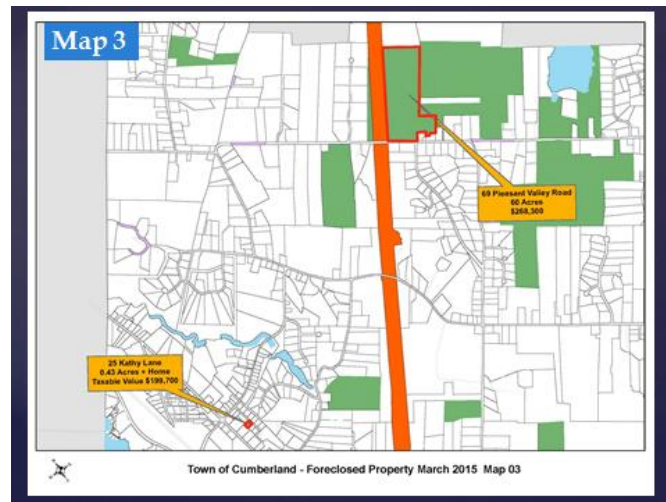 Map 3
69 Pleasant Valley Road
60 Acres
$269,300
25 Kathy Lane
0.43 Acres + Home
Taxable Value $199,700
Town of Cumberland - Foreclosed Property March 2015 Map 03